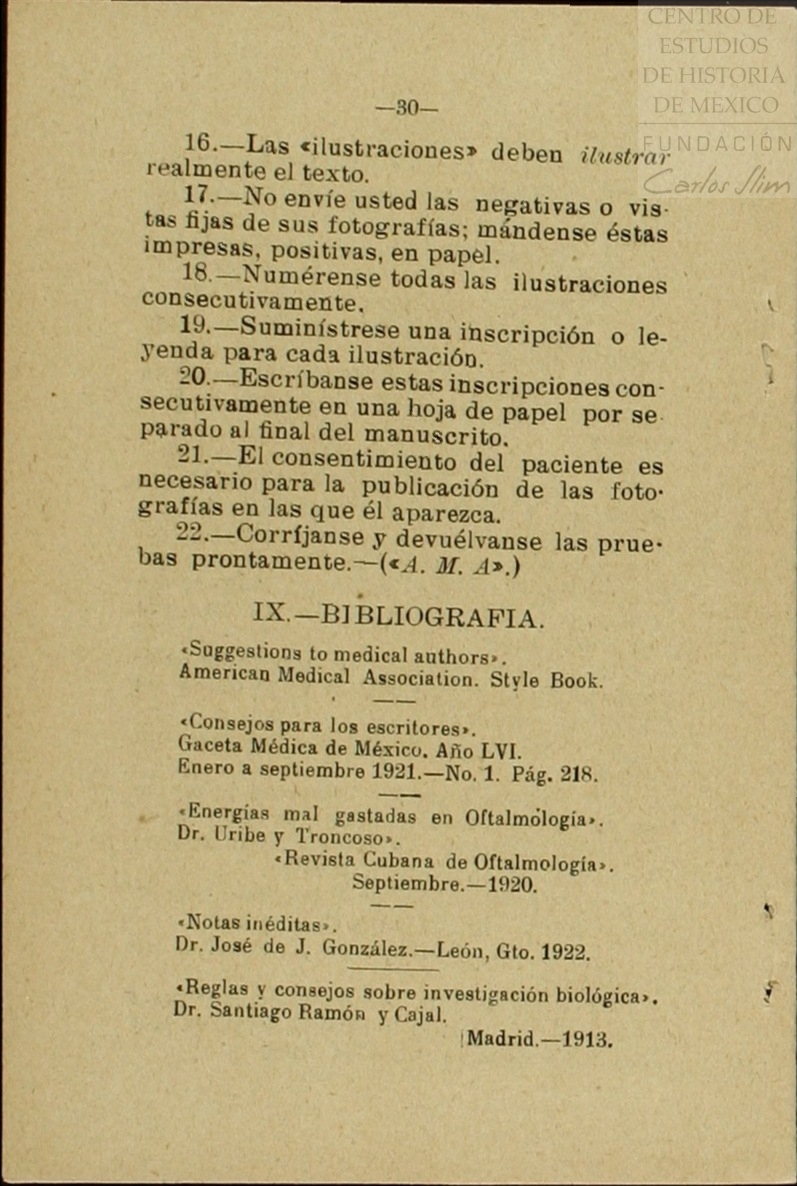 CENTRO DE
ESTUDIOS
DE HISTORIA
DE MEXICO
FUNDACIÓN
Carlos Slim
—30—
16.—Las «ilustraciones» deben ilustrar
realmente el texto.
17.—No envíe usted las negativas o vis-
tas fijas de sus fotografías; mándense éstas
impresas, positivas, en papel.
18.—Numérense todas las ilustraciones
consecutivamente.
19.—Suminístrese una inscripción o le-
yenda para cada ilustración.
20.—Escríbanse estas inscripciones con-
secutivamente en una hoja de papel por se
parado al final del manuscrito.
21.—El consentimiento del paciente es
necesario para la publicación de las foto-
grafías en las que él aparezca.
22.—Corríjanse y devuélvanse las prue-
bas prontamente.—(«A. M. A».)
IX.—BIBLIOGRAFIA.
«Suggestions to medical authors».
American Medical Association. Style Book.
«Consejos para los escritores».
Gaceta Médica de México. Año LVI.
Enero a septiembre 1921.—No. 1. Pág. 218.
«Energías mal gastadas en Oftalmología».
Dr. Uribe y Troncoso».
«Revista Cubana de Oftalmología».
Septiembre.—1920.
«Notas inéditas».
Dr. José de J. González.—León, Gto. 1922.
«Reglas y consejos sobre investigación biológica».
Dr. Santiago Ramón y Cajal.
Madrid.—1913.